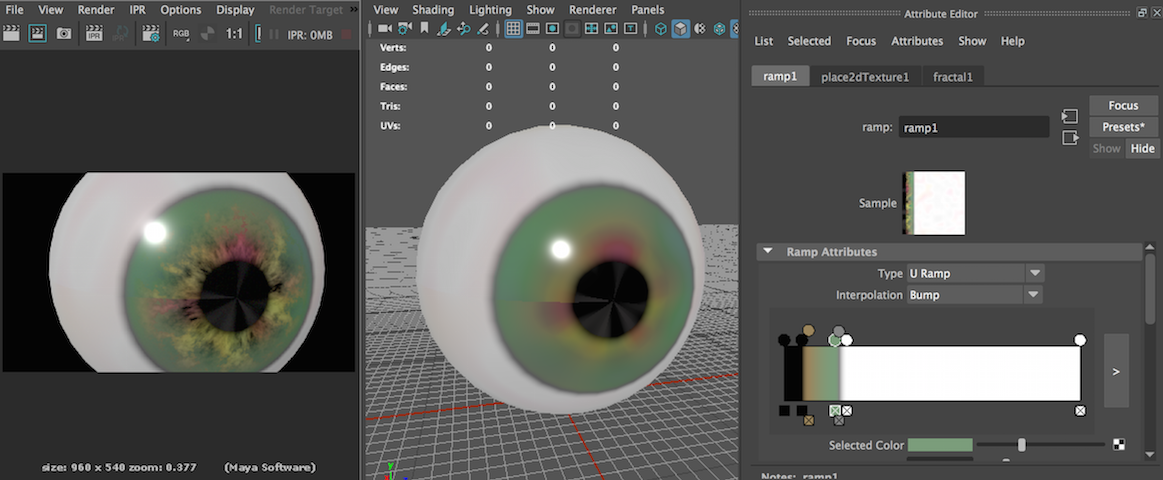 File View Render IPR Options Display Render Target »
IPR RGB 1:1 IPR: 0MB
size: 960 x 540 zoom: 0.377 (Maya Software)
View Shading Lighting Show Renderer Panels
Verts: 0 0 0
Edges: 0 0 0
Faces: 0 0 0
Tris: 0 0 0
UVs: 0 0 0
y
Attribute Editor
List Selected Focus Attributes Show Help
ramp1 place2dTexture1 fractal1
ramp: ramp1
Focus
Presets*
Show Hide
Sample
Ramp Attributes
Type U Ramp
Interpolation Bump
>
Selected Color
Notes: ramp1